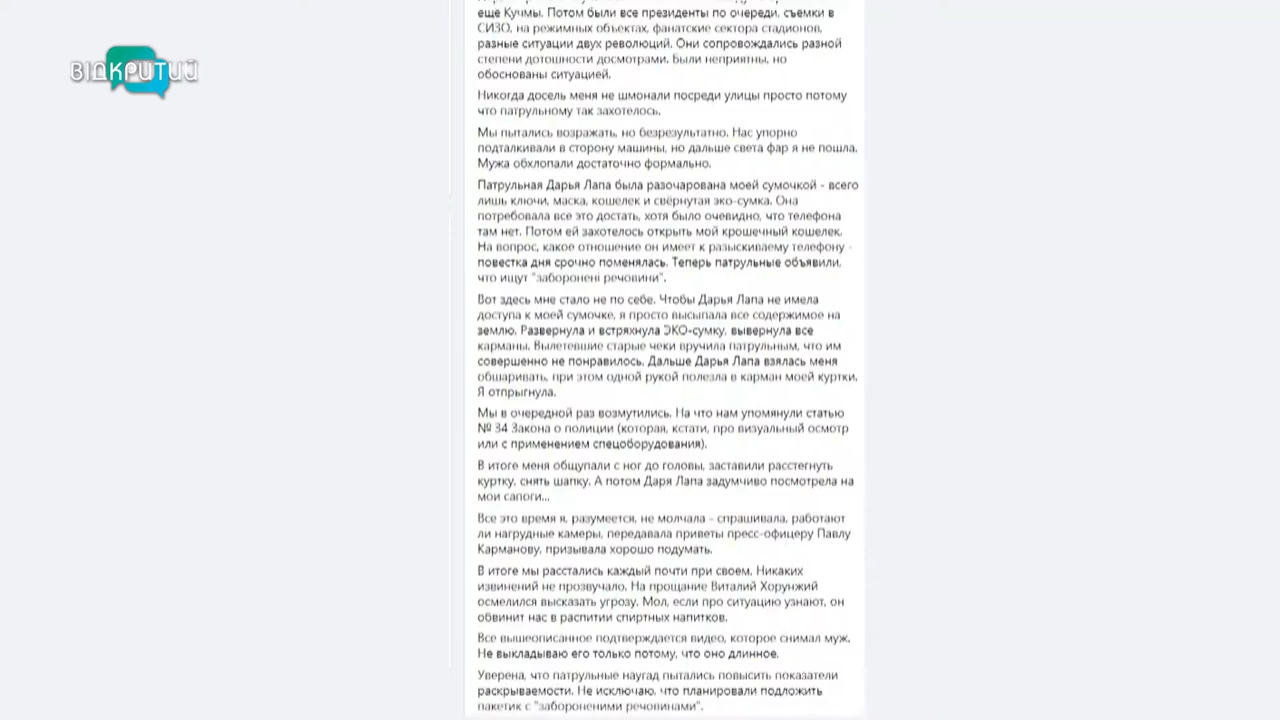 ВІДКРИТИЙ
еще Кучмы. Потом были все президенты по очереди, съемки в
СИЗО, на режимных объектах, фанатские сектора стадионов,
разные ситуации двух революций. Они сопровождались разной
степени дотошности досмотрами. Были неприятны, но
обоснованы ситуацией.
Никогда досель меня не шмонали посреди улицы просто потому
что патрульному так захотелось.
Мы пытались возражать, но безрезультатно. Нас упорно
подталкивали в сторону машины, но дальше света фар я не пошла.
Мужа обхлопали достаточно формально.
Патрульная Дарья Лапа была разочарована моей сумочкой - всего
лишь ключи, маска, кошелек и свёрнутая эко-сумка. Она
потребовала все это достать, хотя было очевидно, что телефона
там нет. Потом ей захотелось открыть мой крошечный кошелек.
На вопрос, какое отношение он имеет к разыскиваему телефону -
повестка дня срочно поменялась. Теперь патрульные объявили,
что ищут "заборонені речовини".
Вот здесь мне стало не по себе. Чтобы Дарья Лапа не имела
доступа к моей сумочке, я просто высыпала все содержимое на
землю. Развернула и встряхнула ЭКО-сумку, вывернула все
карманы. Вылетевшие старые чеки вручила патрульным, что им
совершенно не понравилось. Дальше Дарья Лапа взялась меня
обшаривать, при этом одной рукой полезла в карман моей куртки.
Я отпрыгнула.
Мы в очередной раз возмутились. На что нам упомянули статью
№ 34 Закона о полиции (которая, кстати, про визуальный осмотр
или с применением спецоборудования).
В итоге меня общупали с ног до головы, заставили расстегнуть
куртку, снять шапку. А потом Даря Лапа задумчиво посмотрела на
мои сапоги...
Все это время я, разумеется, не молчала - спрашивала, работают
ли нагрудные камеры, передавала приветы пресс-офицеру Павлу
Карманову, призывала хорошо подумать.
В итоге мы расстались каждый почти при своем. Никаких
извинений не прозвучало. На прощание Виталий Хорунжий
осмелился высказать угрозу. Мол, если про ситуацию узнают, он
обвинит нас в распитии спиртных напитков.
Все вышеописанное подтверждается видео, которое снимал муж.
Не выкладываю его только потому, что оно длинное.
Уверена, что патрульные наугад пытались повысить показатели
раскрываемости. Не исключаю, что планировали подложить
пакетик с "забороненими речовинами".